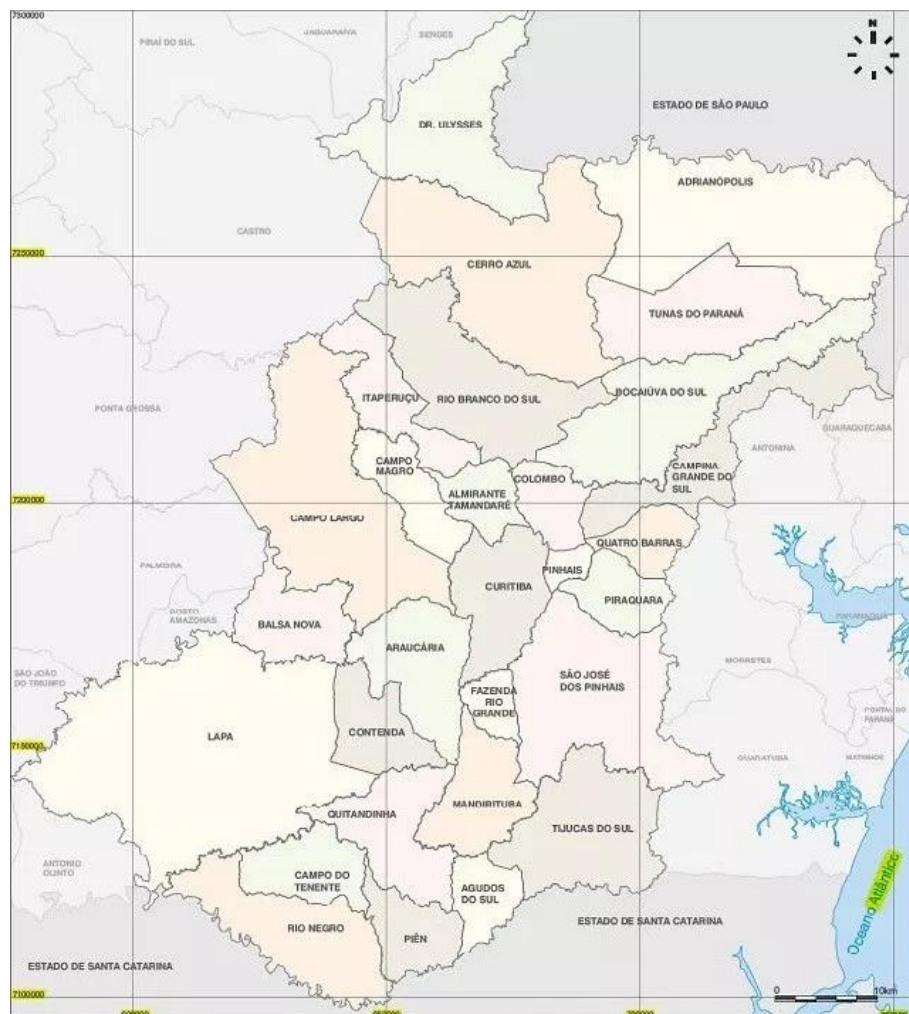 7300000
N
PIRAÍ DO SUL
JAGUARAÍVA
SENGES
ESTADO DE SÃO PAULO
DR. ULYSSES
ADRIANÓPOLIS
CASTRO
7250000
CERRO AZUL
TUNAS DO PARANÁ
PONTA GROSSA
ITAPERUÇU
RIO BRANCO DO SUL
BOCAIÚVA DO SUL
GUARAQUEÇABA
ANTONINA
CAMPO
MAGRO
CAMPINA
GRANDE DO
SUL
COLOMBO
ALMIRANTE
TAMANDARÉ
7200000
CAMPO LARGO
QUATRO BARRAS
PALMEIRA
PINHAIS
CURITIBA
PIRAQUARA
PORTO
AMAZONAS
BALSA NOVA
PARANAGUÁ
ARAUCÁRIA
SÃO JOÃO
DO TRIUNFO
MORRETES
SÃO JOSÉ
DOS PINHAIS
FAZENDA
RIO
GRANDE
PONTAL DO
PARANÁ
LAPA
CONTENDA
7150000
GUARATUBA
MATINHOS
MANDIRITUBA
QUITANDINHA
TIJUCAS DO SUL
ANTONIO
OLINTO
CAMPO DO
TENENTE
AGUDOS
DO SUL
Oceano Atlântico
RIO NEGRO
PIÊN
ESTADO DE SANTA CATARINA
ESTADO DE SANTA CATARINA
7100000
0 10km